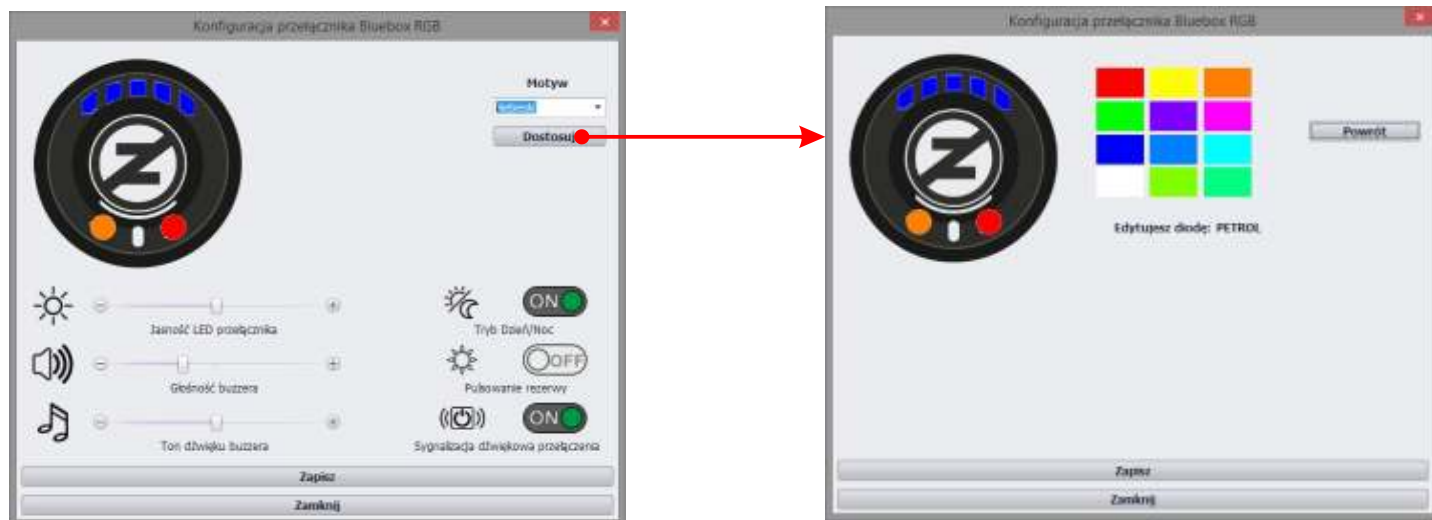 Konfiguracja przełącznika Bluebox RGB
Motyw
Dostosuj
Jasność LED przełącznika
Tryb Dzień/Noc
ON
Głośność buzzera
Pulsowanie rezerwy
OFF
Ton dźwięku buzzera
Sygnalizacja dźwiękowa przełączenia
ON
Zapisz
Zamknij
Konfiguracja przełącznika Bluebox RGB
Powrót
Edytujesz diodę: PETROL
Zapisz
Zamknij